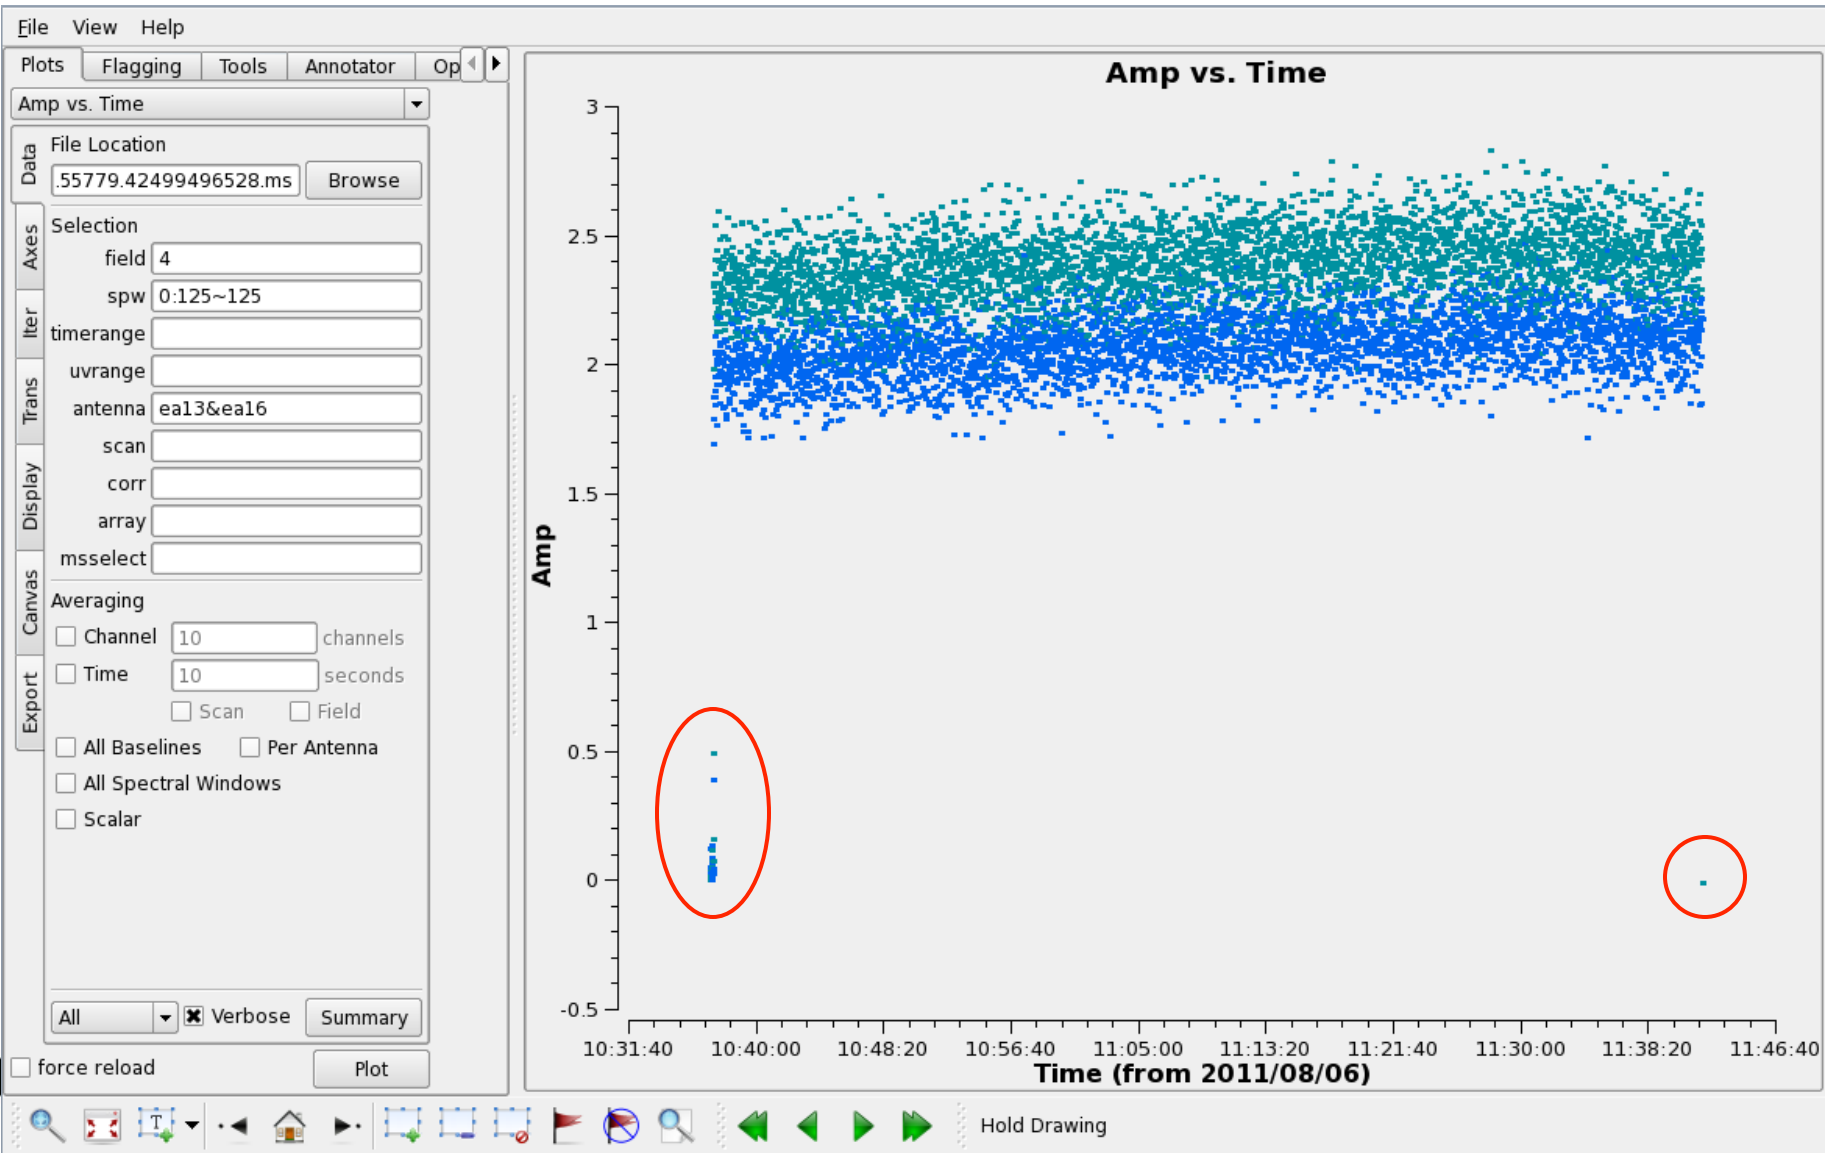 File View Help
Plots Flagging Tools Annotator Op
Amp vs. Time
Data
Axes
Iter
Trans
Display
Canvas
Export
File Location
.55779.42499496528.ms Browse
Selection
field 4
spw 0:125~125
timerange
uvrange
antenna ea13&ea16
scan
corr
array
msselect
Averaging
Channel 10 channels
Time 10 seconds
Scan Field
All Baselines Per Antenna
All Spectral Windows
Scalar
All Verbose Summary
force reload Plot
Amp vs. Time
Amp
3
2.5
2
1.5
1
0.5
0
-0.5
10:31:40 10:40:00 10:48:20 10:56:40 11:05:00 11:13:20 11:21:40 11:30:00 11:38:20 11:46:40
Time (from 2011/08/06)
T
Hold Drawing